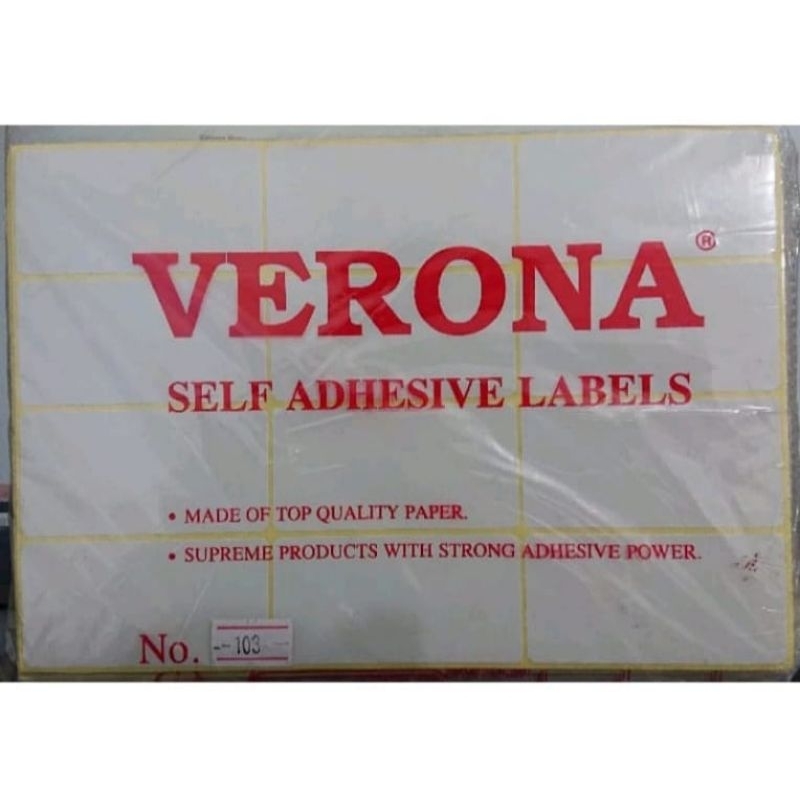 VERONA®
SELF ADHESIVE LABELS
• MADE OF TOP QUALITY PAPER.
• SUPREME PRODUCTS WITH STRONG ADHESIVE POWER.
No. 103